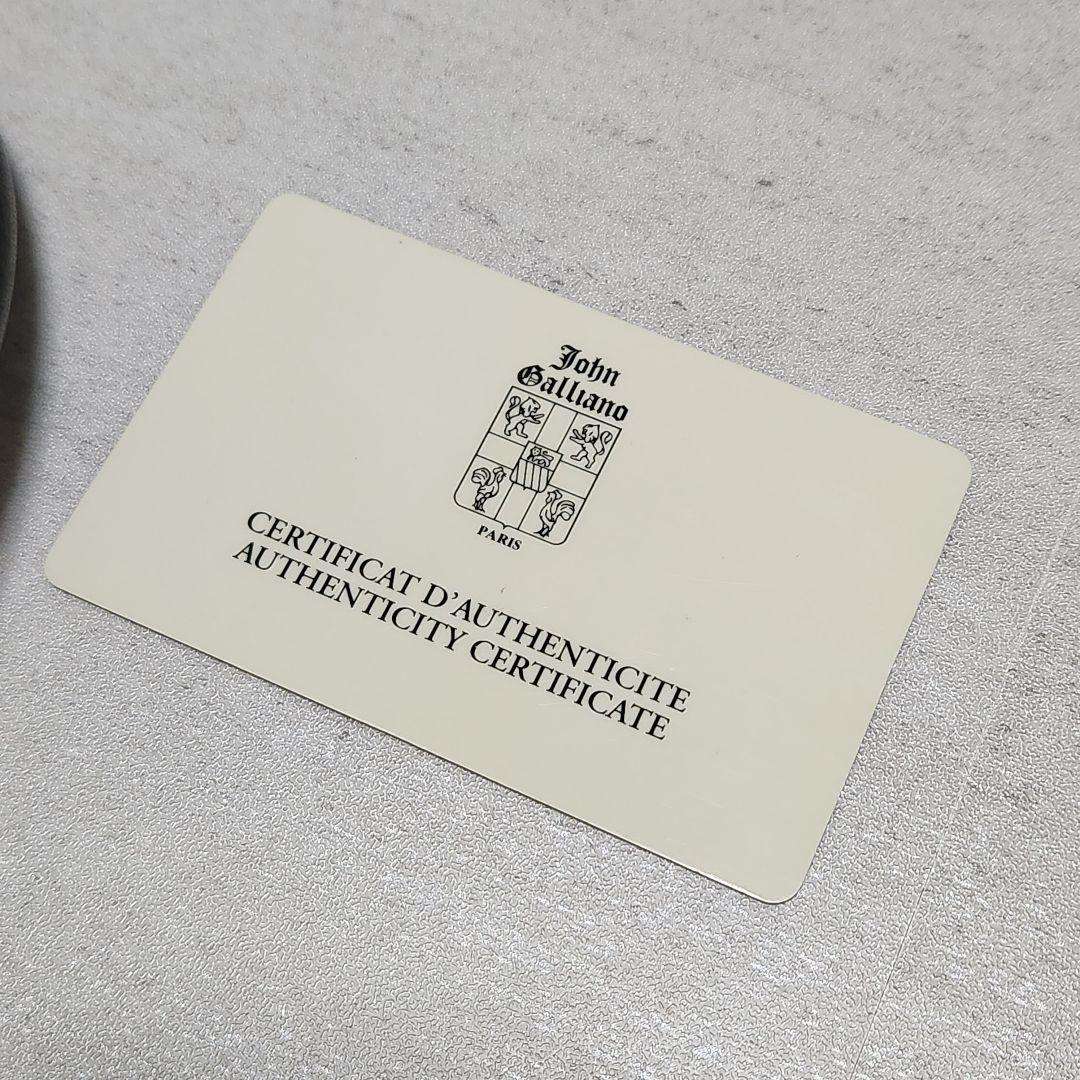 John
Galliano
PARIS
CERTIFICAT D'AUTHENTICITE
AUTHENTICITY CERTIFICATE